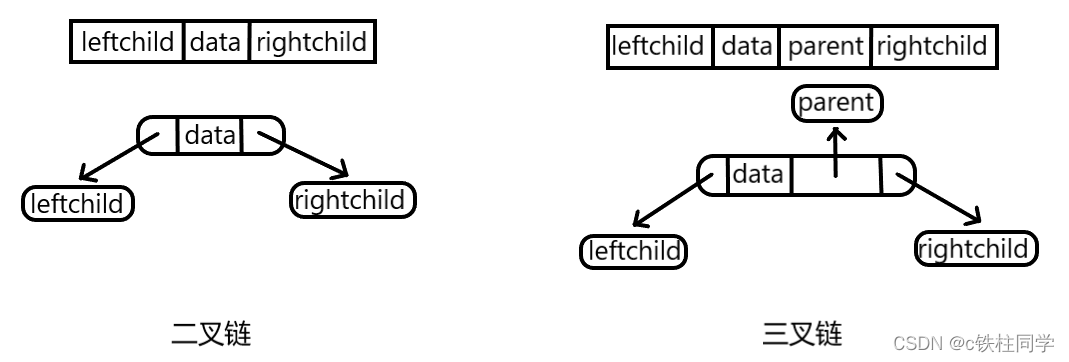 leftchild data rightchild
leftchild data parent rightchild
parent
data
data
leftchild
rightchild
leftchild
rightchild
二叉链
三叉链
CSDN @c铁柱同学